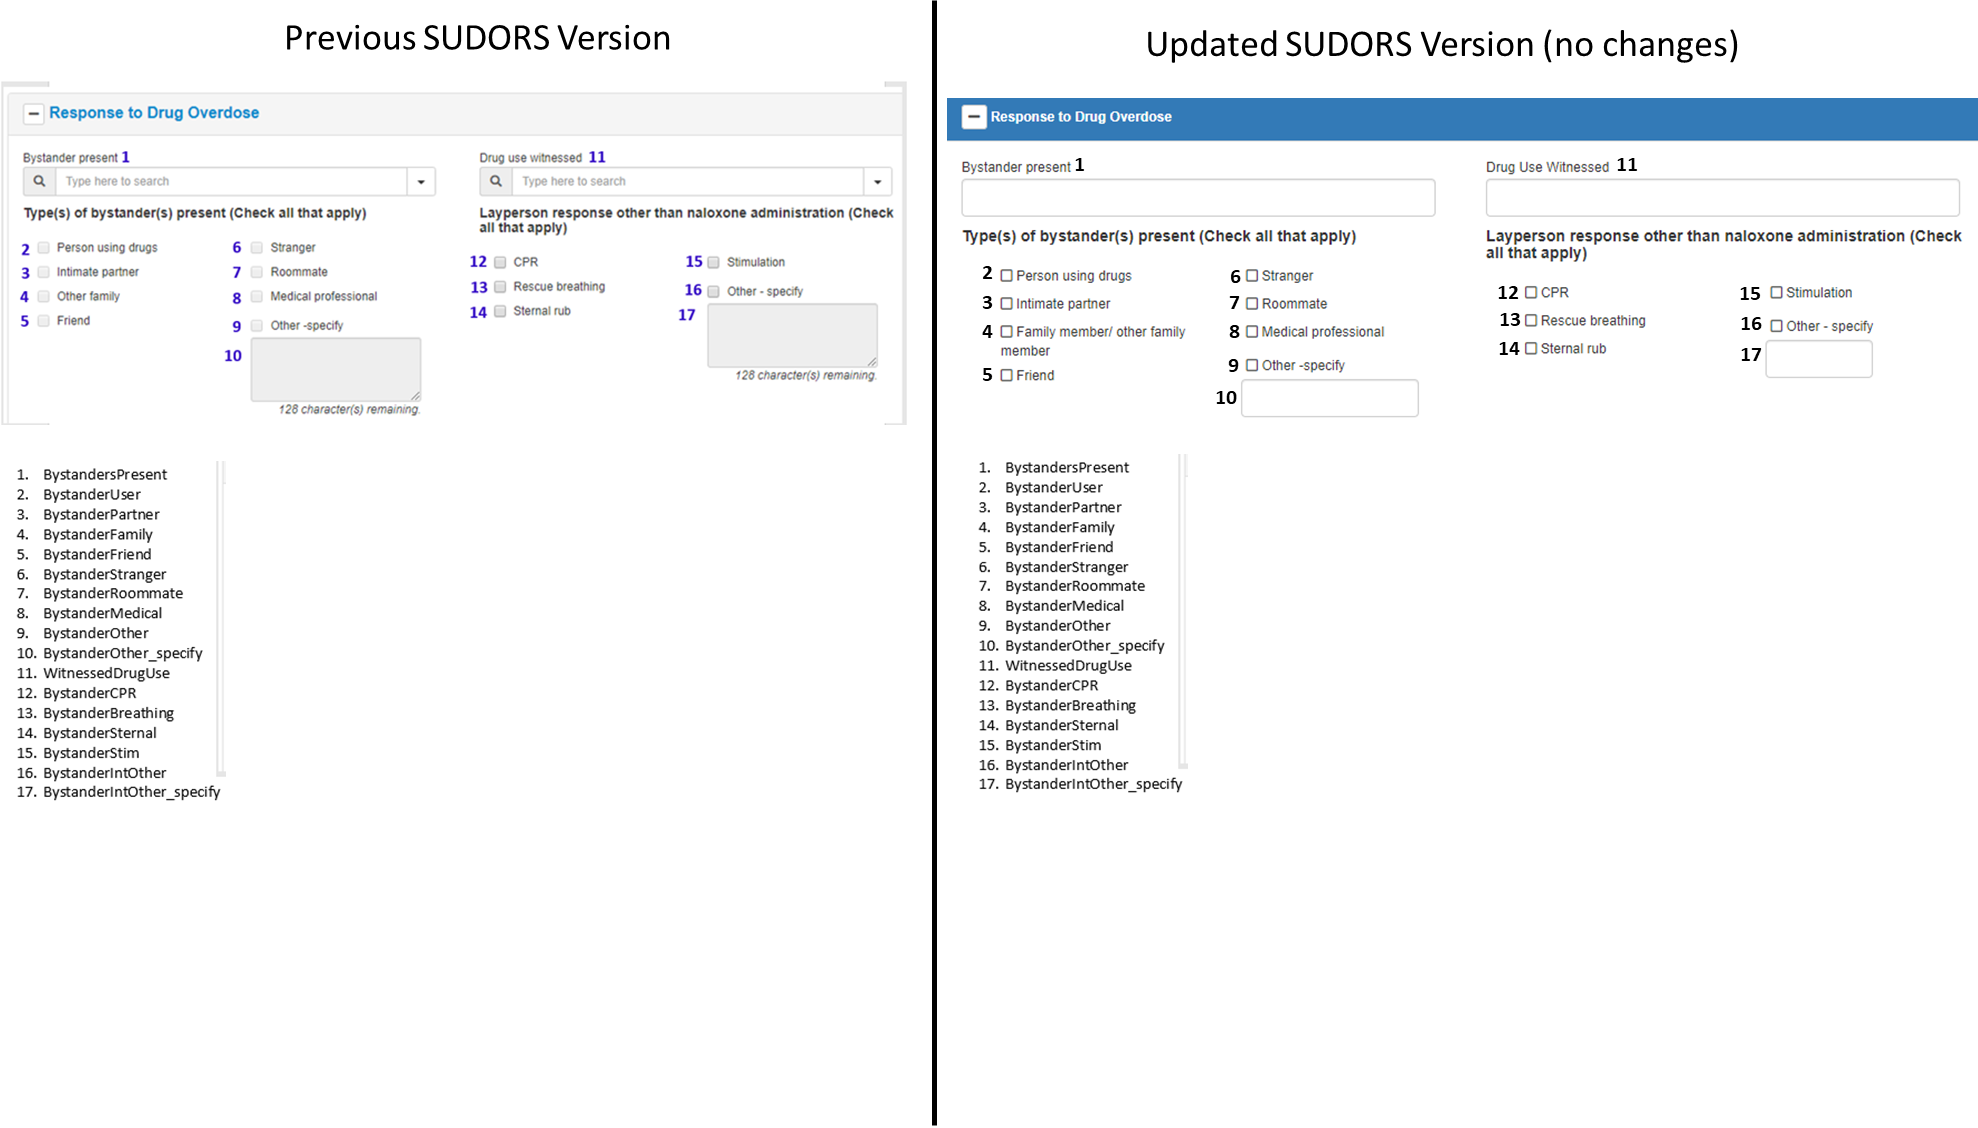 Previous SUDORS Version
Response to Drug Overdose
Bystander present 1
Type here to search
Drug use witnessed 11
Type here to search
Type(s) of bystander(s) present (Check all that apply)
2 Person using drugs
3 Intimate partner
4 Other family
5 Friend
6 Stranger
7 Roommate
8 Medical professional
9 Other -specify
10
128 character(s) remaining.
Layperson response other than naloxone administration (Check
all that apply)
12 CPR
13 Rescue breathing
14 Sternal rub
15 Stimulation
16 Other - specify
17
128 character(s) remaining.
1. BystandersPresent
2. BystanderUser
3. BystanderPartner
4. BystanderFamily
5. BystanderFriend
6. BystanderStranger
7. BystanderRoommate
8. BystanderMedical
9. BystanderOther
10. BystanderOther_specify
11. WitnessedDrugUse
12. BystanderCPR
13. BystanderBreathing
14. BystanderSternal
15. BystanderStim
16. BystanderIntOther
17. BystanderIntOther_specify
Updated SUDORS Version (no changes)
Response to Drug Overdose
Bystander present 1
Drug Use Witnessed 11
Type(s) of bystander(s) present (Check all that apply)
2 Person using drugs
3 Intimate partner
4 Family member/ other family
member
5 Friend
6 Stranger
7 Roommate
8 Medical professional
9 Other -specify
10
Layperson response other than naloxone administration (Check
all that apply)
12 CPR
13 Rescue breathing
14 Sternal rub
15 Stimulation
16 Other - specify
17
1. BystandersPresent
2. BystanderUser
3. BystanderPartner
4. BystanderFamily
5. BystanderFriend
6. BystanderStranger
7. BystanderRoommate
8. BystanderMedical
9. BystanderOther
10. BystanderOther_specify
11. WitnessedDrugUse
12. BystanderCPR
13. BystanderBreathing
14. BystanderSternal
15. BystanderStim
16. BystanderIntOther
17. BystanderIntOther_specify